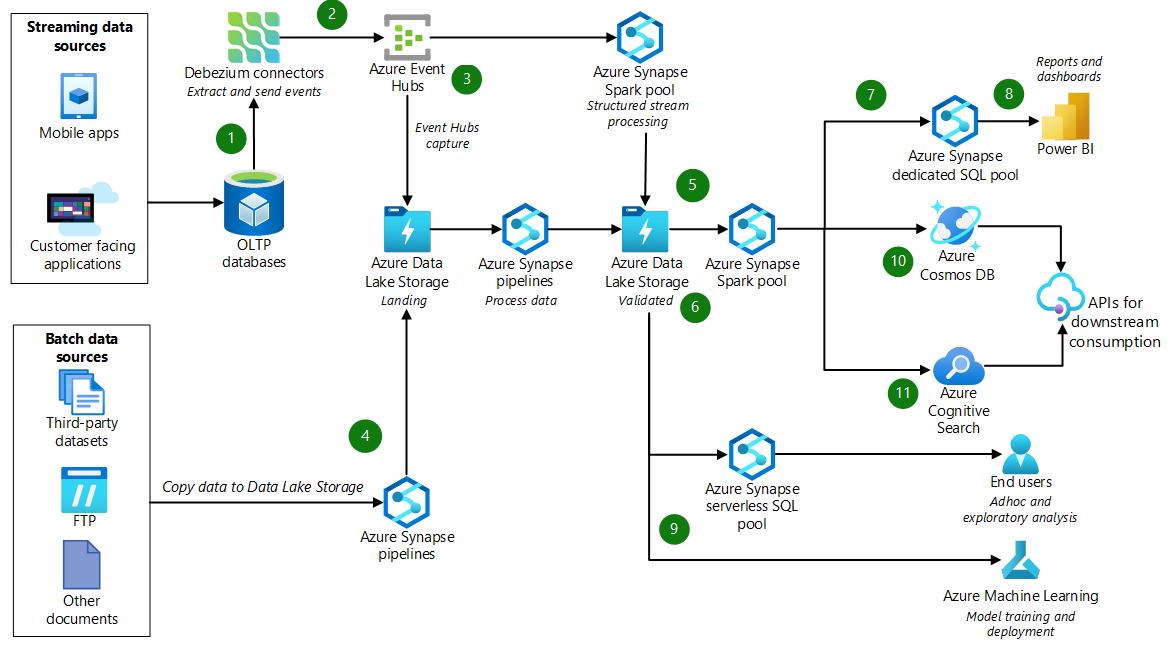 Streaming data
sources
Mobile apps
Customer facing
applications
1
OLTP
databases
Debezium connectors
Extract and send events
2
Azure Event
Hubs
3
Event Hubs
capture
Azure Synapse
Spark pool
Structured stream
processing
Azure Data
Lake Storage
Landing
Azure Synapse
pipelines
Process data
Azure Data
Lake Storage
Validated
5
6
Azure Synapse
Spark pool
7
Azure Synapse
dedicated SQL pool
8
Reports and
dashboards
Power BI
10
Azure
Cosmos DB
APIs for
downstream
consumption
11
Azure
Cognitive
Search
Batch data
sources
Third-party
datasets
FTP
Other
documents
Copy data to Data Lake Storage
4
Azure Synapse
pipelines
Azure Synapse
serverless SQL
pool
9
End users
Adhoc and
exploratory analysis
Azure Machine Learning
Model training and
deployment